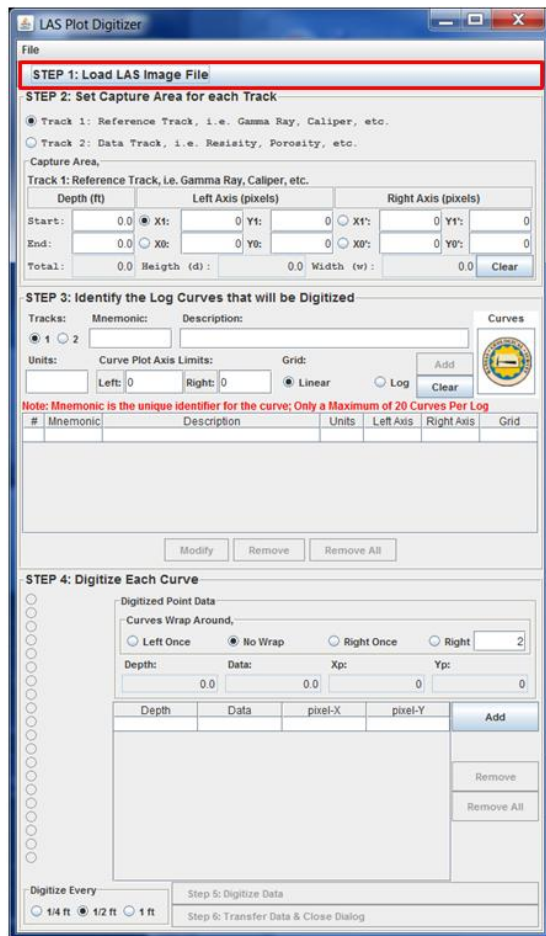 LAS Plot Digitizer
File
STEP 1: Load LAS Image File
STEP 2: Set Capture Area for each Track
Track 1: Reference Track, i.e. Gamma Ray, Caliper, etc.
Track 2: Data Track, i.e. Resisity, Porosity, etc.
Capture Area,
Track 1: Reference Track, i.e. Gamma Ray, Caliper, etc.
Depth (ft) Left Axis (pixels) Right Axis (pixels)
Start: 0.0 X1: 0 Y1: 0 X1': 0 Y1': 0
End: 0.0 X0: 0 Y0: 0 X0': 0 Y0': 0
Total: 0.0 Heigth (d): 0.0 Width (w): 0.0 Clear
STEP 3: Identify the Log Curves that will be Digitized
Tracks: Mnemonic: Description: Curves
1 2
Units: Curve Plot Axis Limits: Grid: Add
Left: 0 Right: 0 Linear Log Clear
Note: Mnemonic is the unique identifier for the curve; Only a Maximum of 20 Curves Per Log
# Mnemonic Description Units Left Axis Right Axis Grid
Modify Remove Remove All
STEP 4: Digitize Each Curve
Digitized Point Data
Curves Wrap Around,
Left Once No Wrap Right Once Right 2
Depth: Data: Xp: Yp:
0.0 0.0 0 0
Depth Data pixel-X pixel-Y Add
Remove
Remove All
Digitize Every
1/4 ft 1/2 ft 1 ft
Step 5: Digitize Data
Step 6: Transfer Data & Close Dialog